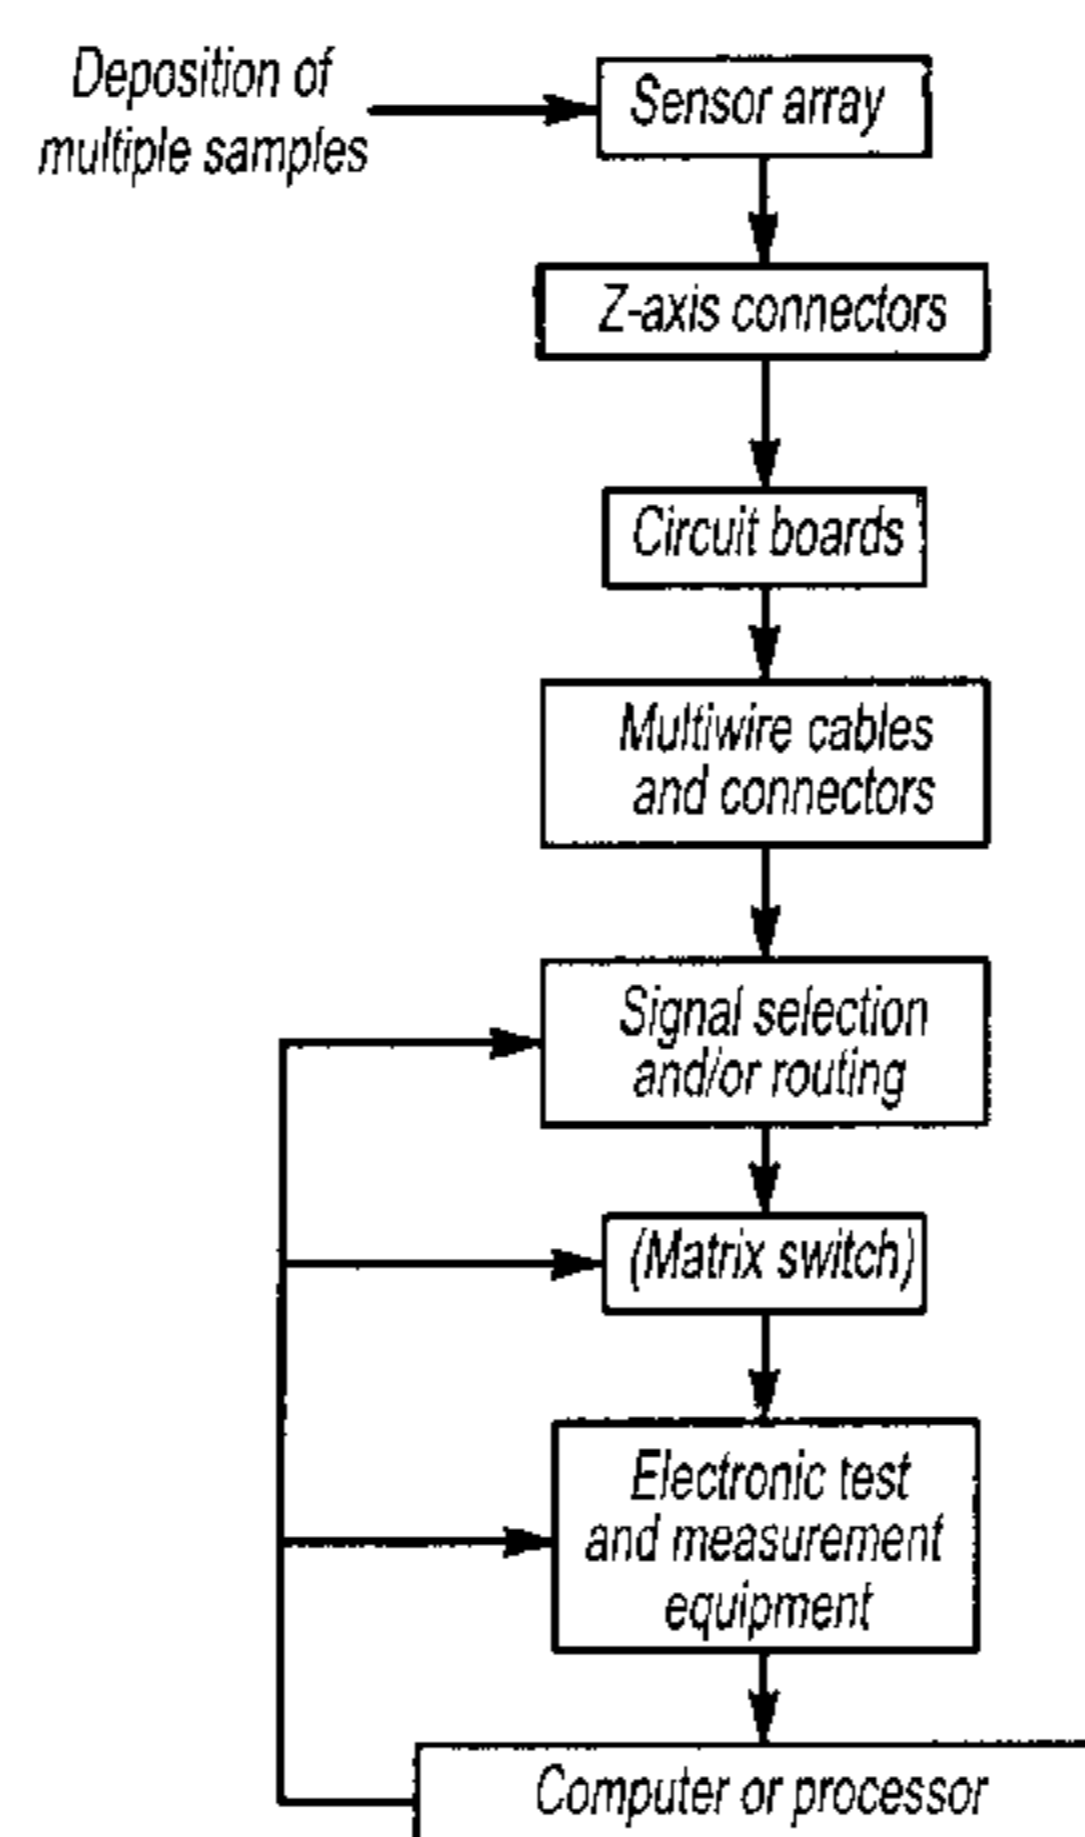 Deposition of
multiple samples
Sensor array
Z-axis connectors
Circuit boards
Multiwire cables
and connectors
Signal selection
and/or routing
(Matrix switch)
Electronic test
and measurement
equipment
Computer or processor